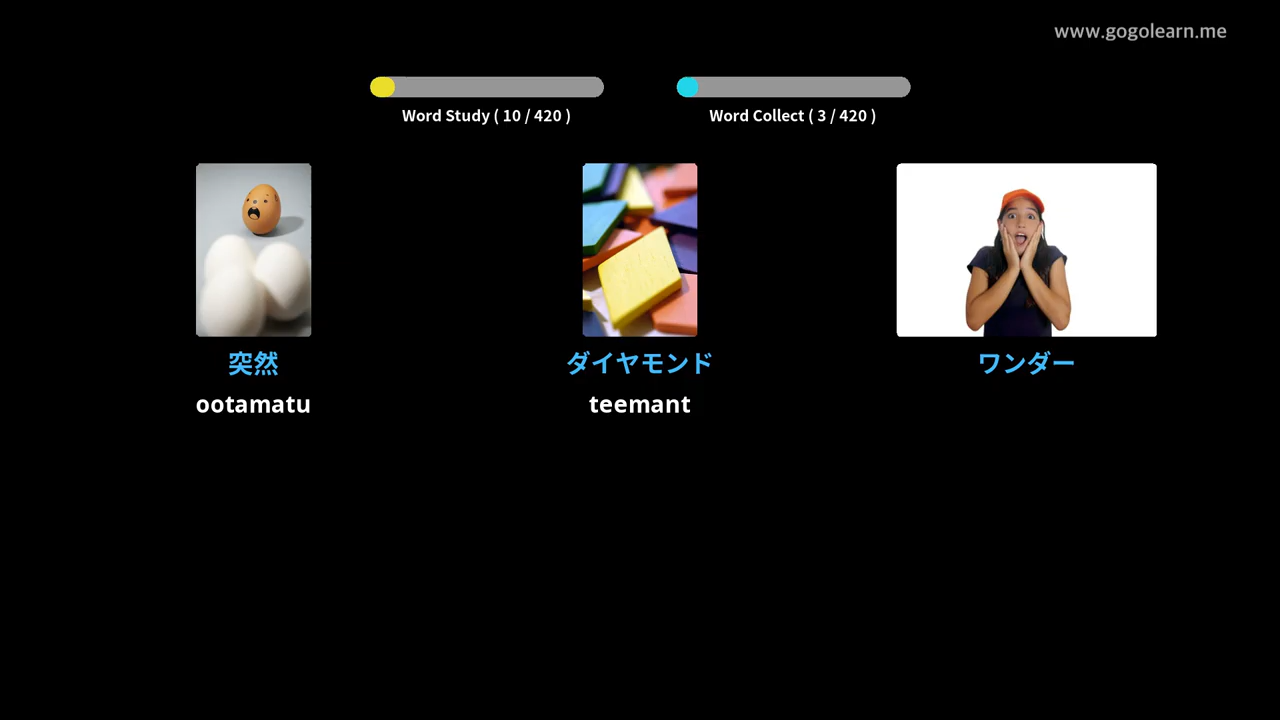 www.gogolearn.me
Word Study ( 10 / 420 )
Word Collect ( 3 / 420 )
突然
ダイヤモンド
ワンダー
ootamatu
teemant